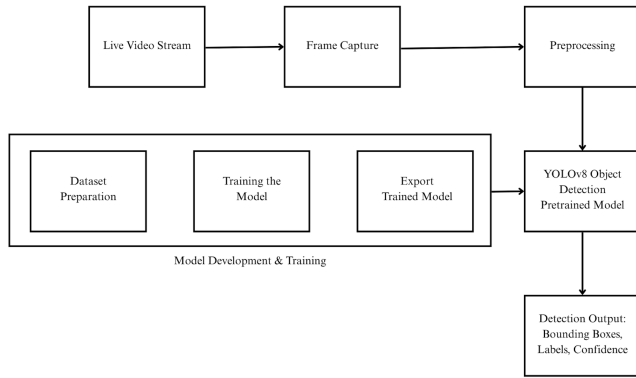 Live Video Stream
Frame Capture
Preprocessing
Dataset
Preparation
Training the
Model
Export
Trained Model
YOLOv8 Object
Detection
Pretrained Model
Model Development & Training
Detection Output:
Bounding Boxes,
Labels, Confidence